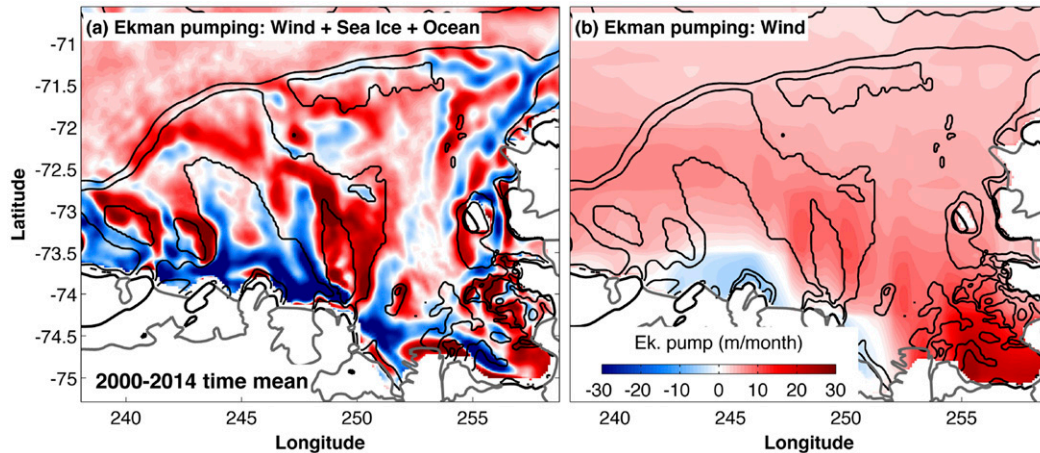 (a) Ekman pumping: Wind + Sea Ice + Ocean
(b) Ekman pumping: Wind
-71
-71.5
-72
-72.5
-73
-73.5
-74
-74.5
-75
Latitude
2000-2014 time mean
Ek. pump (m/month)
-30 -20 -10 0 10 20 30
240 245 250 255
240 245 250 255
Longitude
Longitude